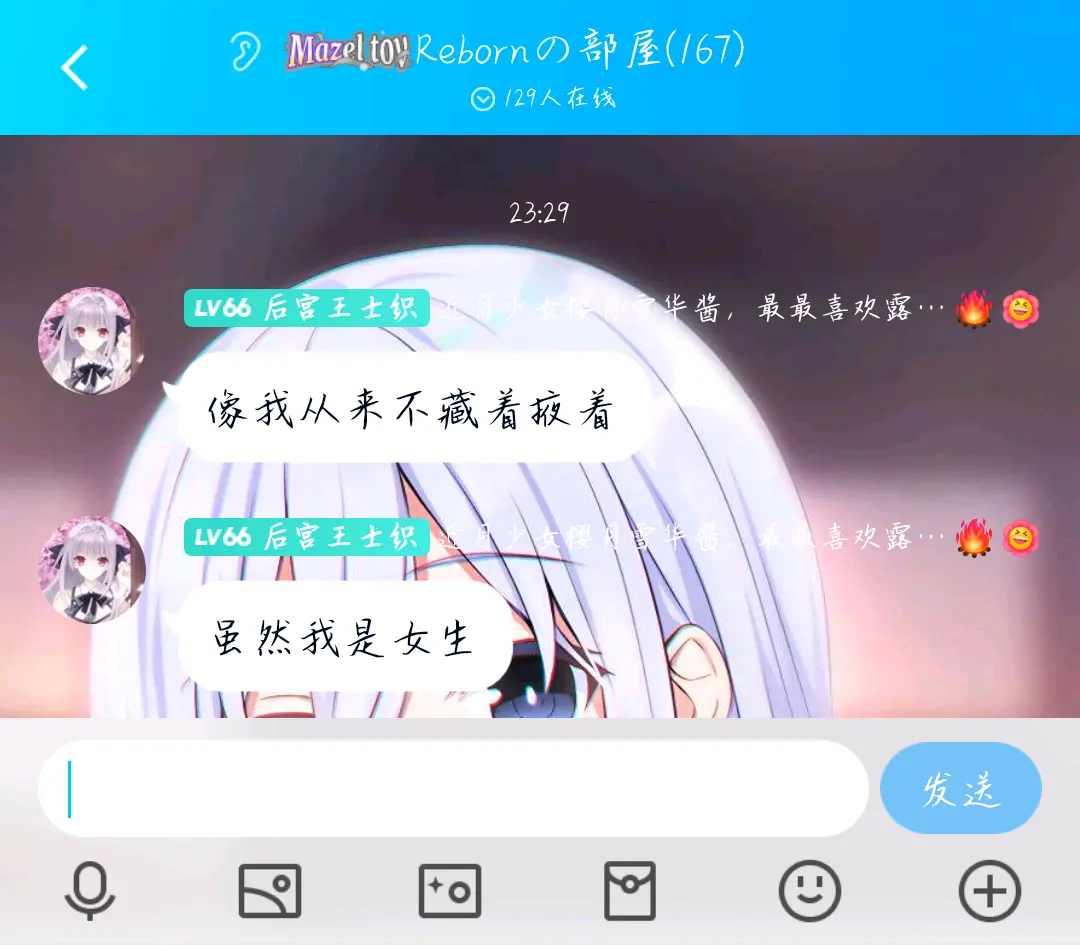 Mazel toy Rebornの部屋(167)
129人在线
23:29
LV66 后宫王士织 近月少女樱月雪华酱，最最喜欢露…
像我从来不藏着掖着
LV66 后宫王士织 近月少女樱月雪华酱，最最喜欢露…
虽然我是女生
发送